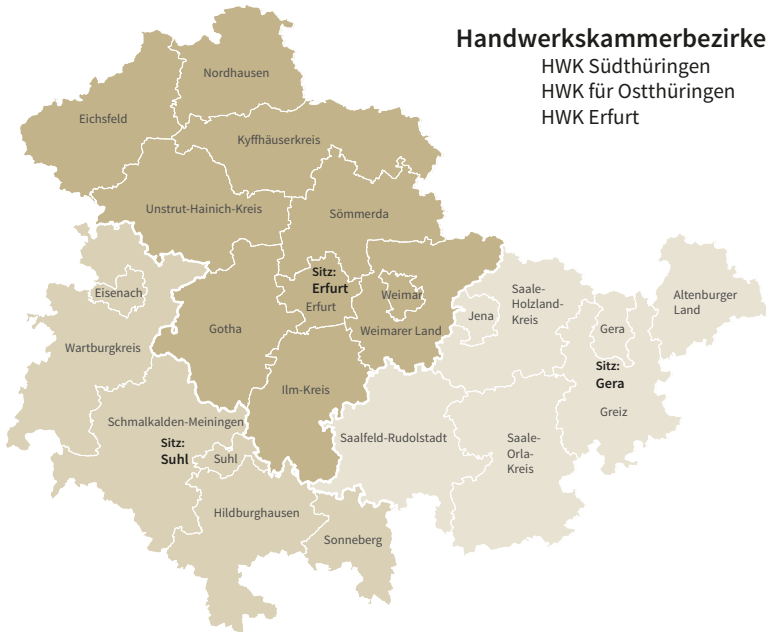 Handwerkskammerbezirke
HWK Südthüringen
HWK für Ostthüringen
HWK Erfurt
Nordhausen
Eichsfeld
Kyffhäuserkreis
Unstrut-Hainich-Kreis
Sömmerda
Sitz:
Erfurt
Erfurt
Weimar
Weimarer Land
Eisenach
Gotha
Wartburgkreis
Ilm-Kreis
Jena
Saale-
Holzland-
Kreis
Gera
Altenburger
Land
Sitz:
Gera
Greiz
Schmalkalden-Meiningen
Sitz:
Suhl
Suhl
Saalfeld-Rudolstadt
Saale-
Orla-
Kreis
Hildburghausen
Sonneberg